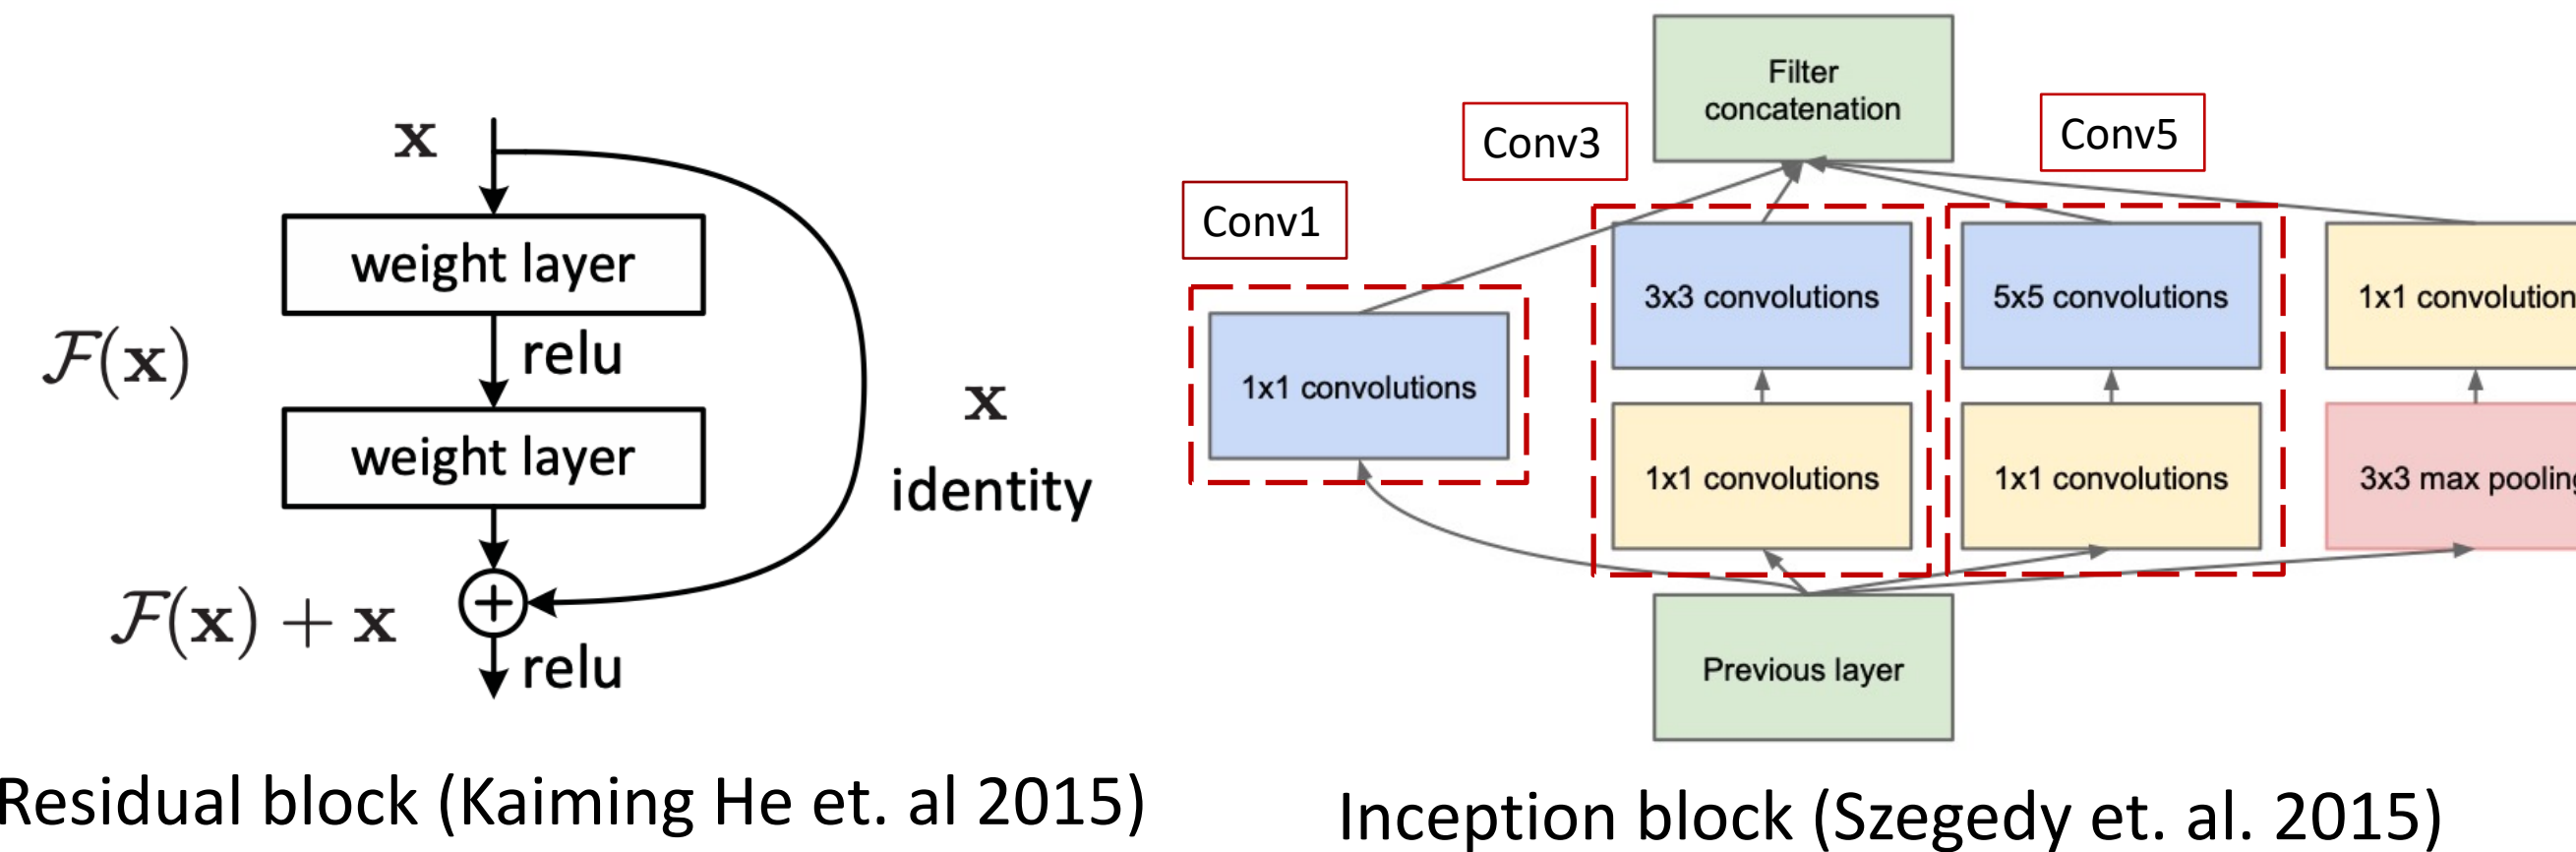 x
weight layer
F(x)
relu
x
weight layer
identity
F(x) + x
relu
Residual block (Kaiming He et. al 2015)
Filter
concatenation
Conv3
Conv5
Conv1
3x3 convolutions
5x5 convolutions
1x1 convolution
1x1 convolutions
1x1 convolutions
1x1 convolutions
3x3 max pooling
Previous layer
Inception block (Szegedy et. al. 2015)